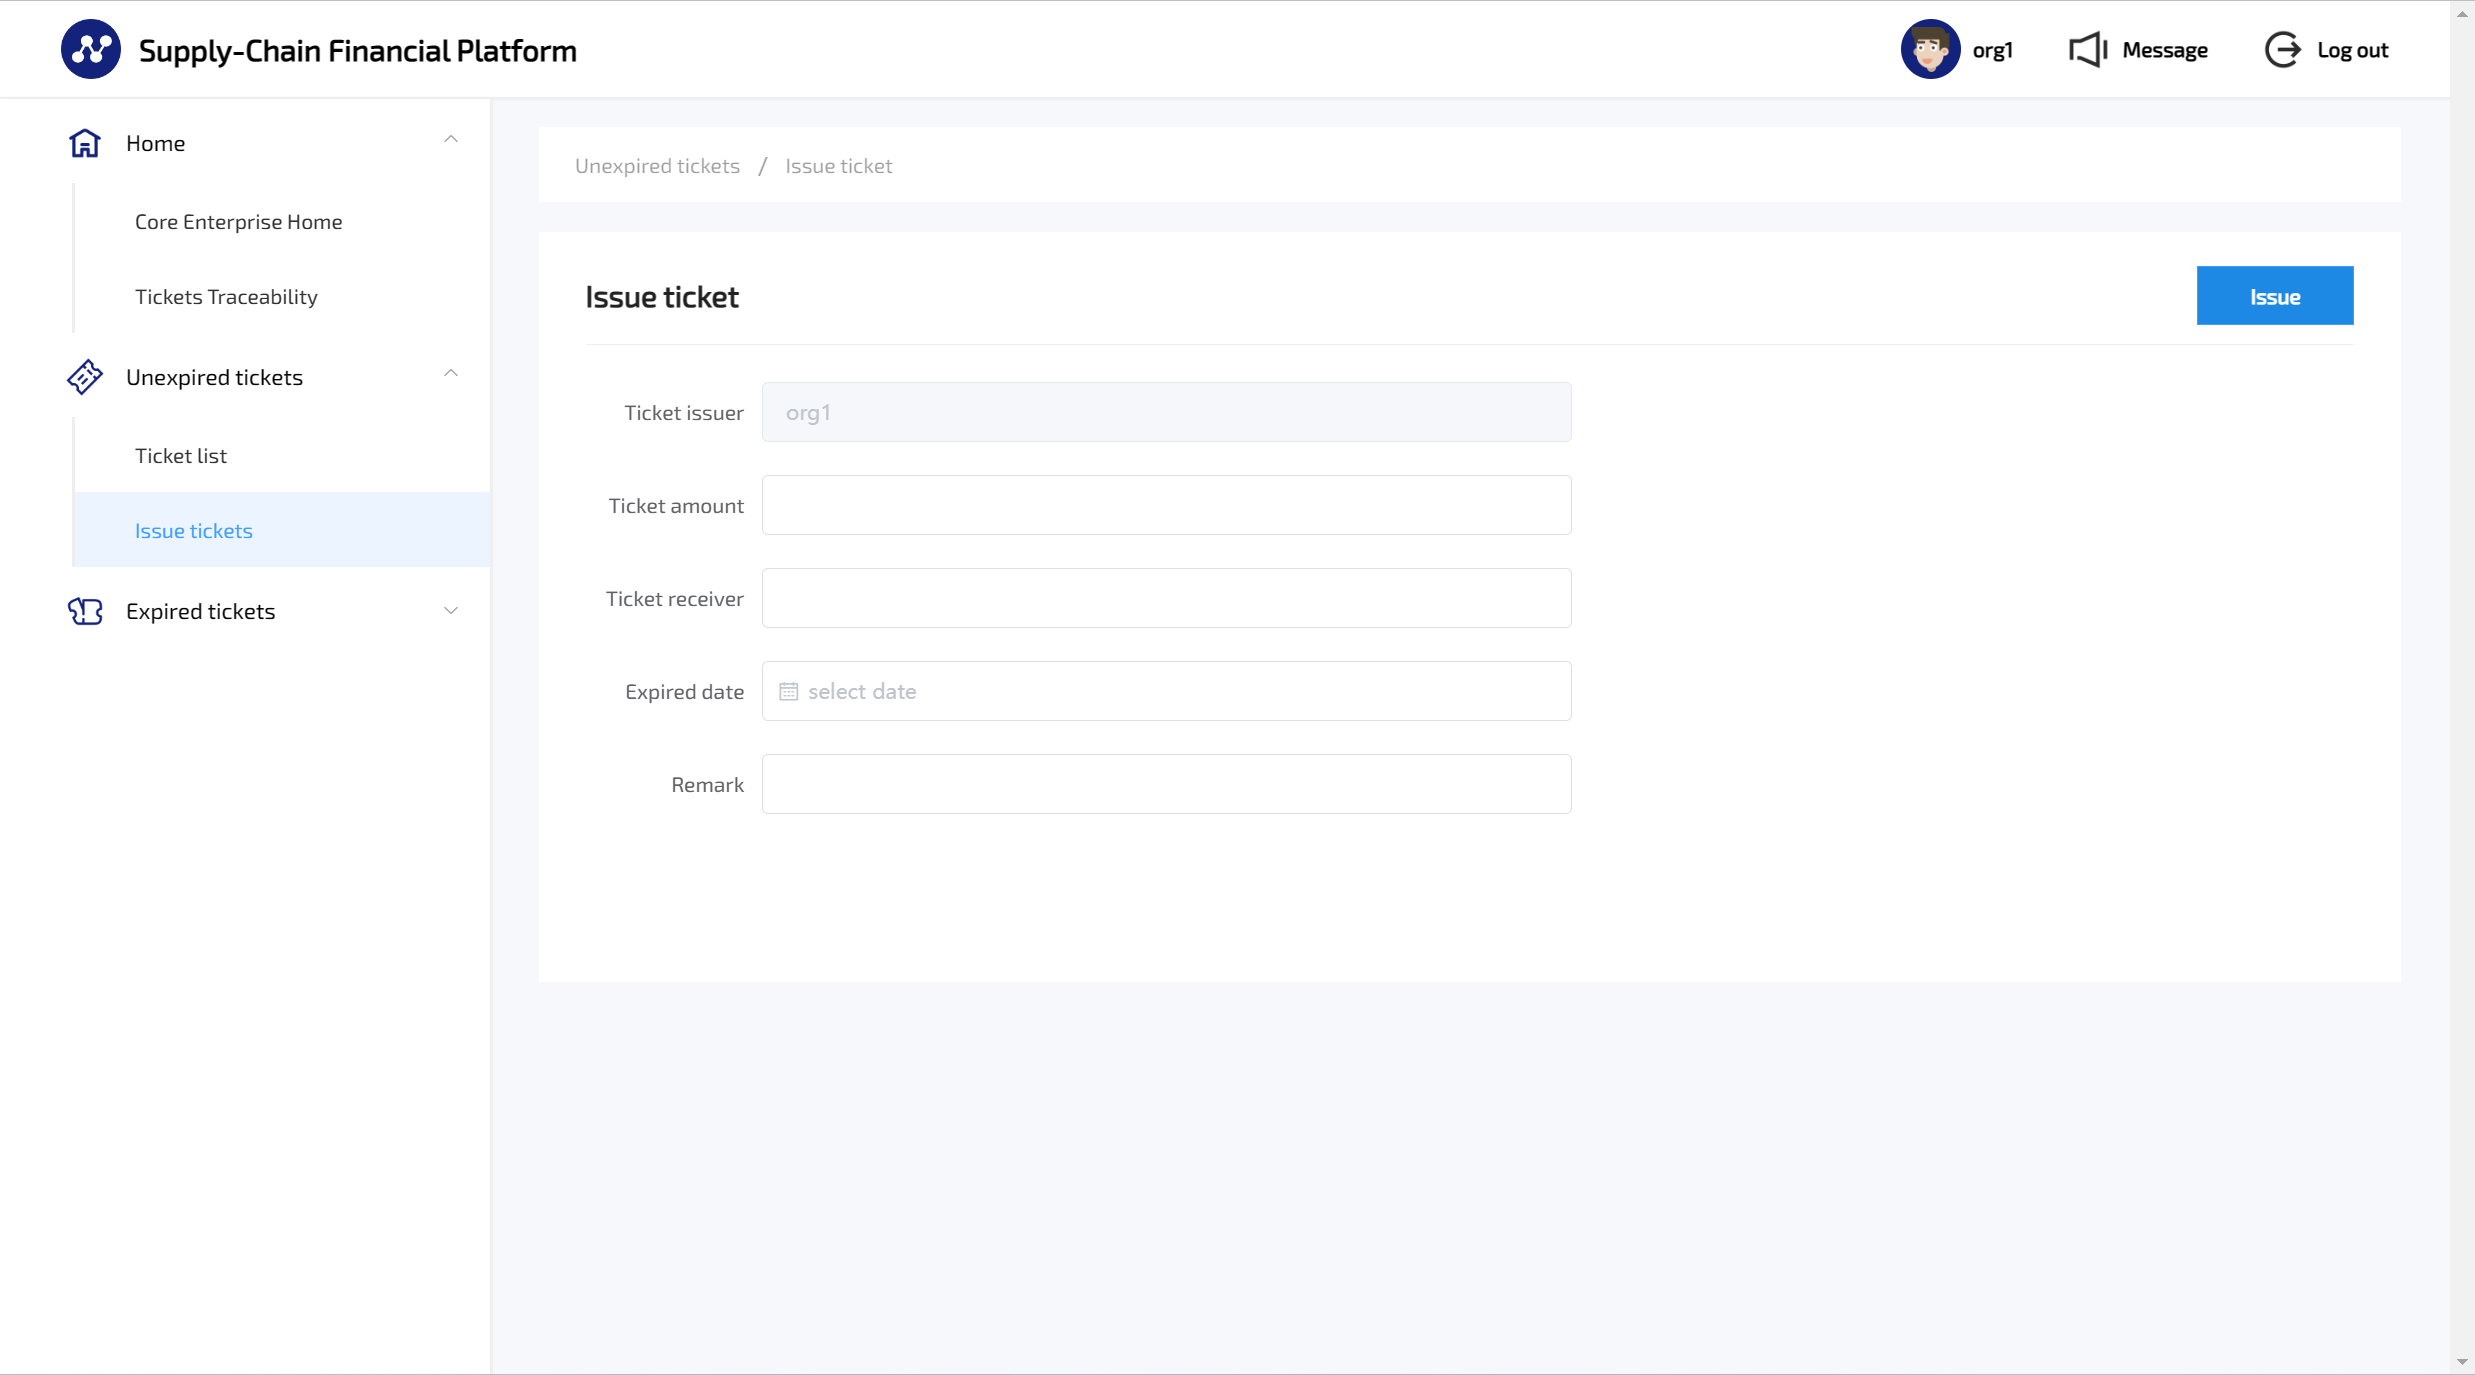 Supply-Chain Financial Platform
org1
Message
Log out
Home
Core Enterprise Home
Tickets Traceability
Unexpired tickets
Ticket list
Issue tickets
Expired tickets
Unexpired tickets / Issue ticket
Issue ticket
Issue
Ticket issuer org1
Ticket amount
Ticket receiver
Expired date select date
Remark